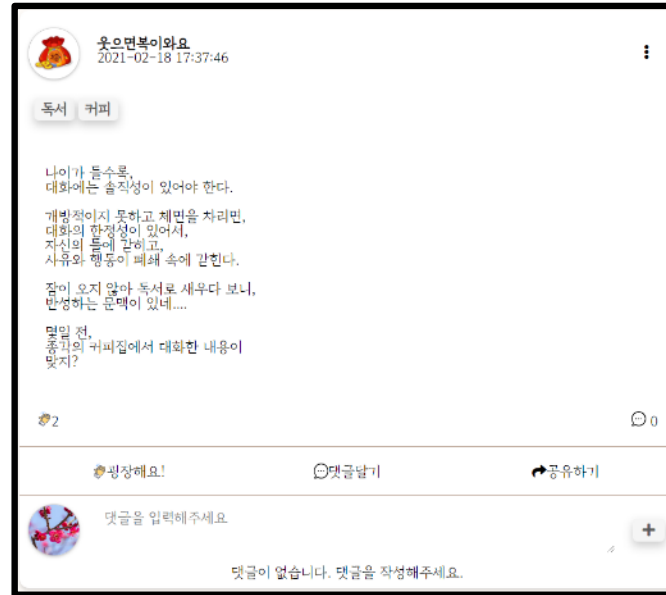 웃으면복이와요
2021-02-18 17:37:46
독서 커피
나이가 들수록,
대화에는 솔직성이 있어야 한다.
개방적이지 못하고 체면을 차리면,
대화의 한정성이 있어서,
자신의 틀에 갇히고,
사유와 행동이 폐쇄 속에 갇힌다.
잠이 오지 않아 독서로 새우다 보니,
반성하는 문맥이 있네....
몇일 전,
종각의 커피집에서 대화한 내용이
맞지?
2
0
굉장해요!
댓글달기
공유하기
댓글을 입력해주세요
댓글이 없습니다. 댓글을 작성해주세요.